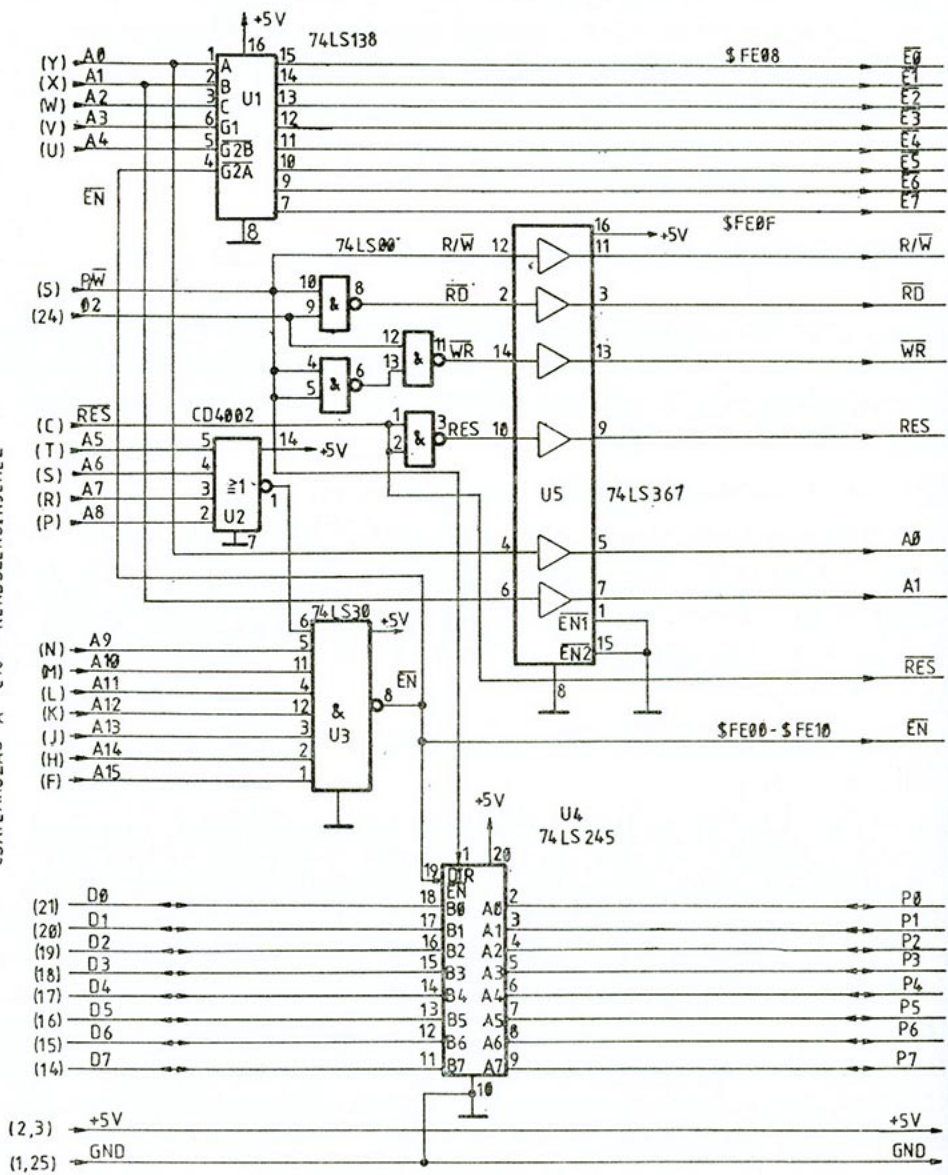 +5V
16
74LS138
(Y) A0 1 A 15 $FE08 E0
(X) A1 2 B 14 E1
(W) A2 3 C U1 13 E2
(V) A3 6 G1 12 E3
(U) A4 5 G2B 11 E4
4 G2A 10 E5
EN 9 E6
7 E7
8
$FE0F
16
+5V
74LS00
R/W 12 11 R/W
(S)
10 & 8 RD 2 3 RD
(24) 9
12 & 11 WR 14 13 WR
13
4 & 6
5
(C) RES
1 & 3 RES 10 9 RES
2
CD4002
(T) A5 5 14 +5V
(S) A6 4 ≧1
(R) A7 3 1
(P) A8 2 U2
7
U5 74LS367
4 5 A0
6 7 A1
EN1 1
EN2 15
8
RES
74LS30
6 +5V
(N) A9 5
(M) A10 11
(L) A11 4 EN
(K) A12 12 & 8
(J) A13 3 U3
(H) A14 2
(F) A15 1
$FE00-$FE10 EN
+5V
U4
74LS245
1 20
19 DIR
EN
(21) D0 18 B0 A0 2 P0
(20) D1 17 B1 A1 3 P1
(19) D2 16 B2 A2 4 P2
(18) D3 15 B3 A3 5 P3
(17) D4 14 B4 A4 6 P4
(16) D5 13 B5 A5 7 P5
(15) D6 12 B6 A6 8 P6
(14) D7 11 B7 A7 9 P7
10
(2,3) +5V +5V
(1,25) GND GND